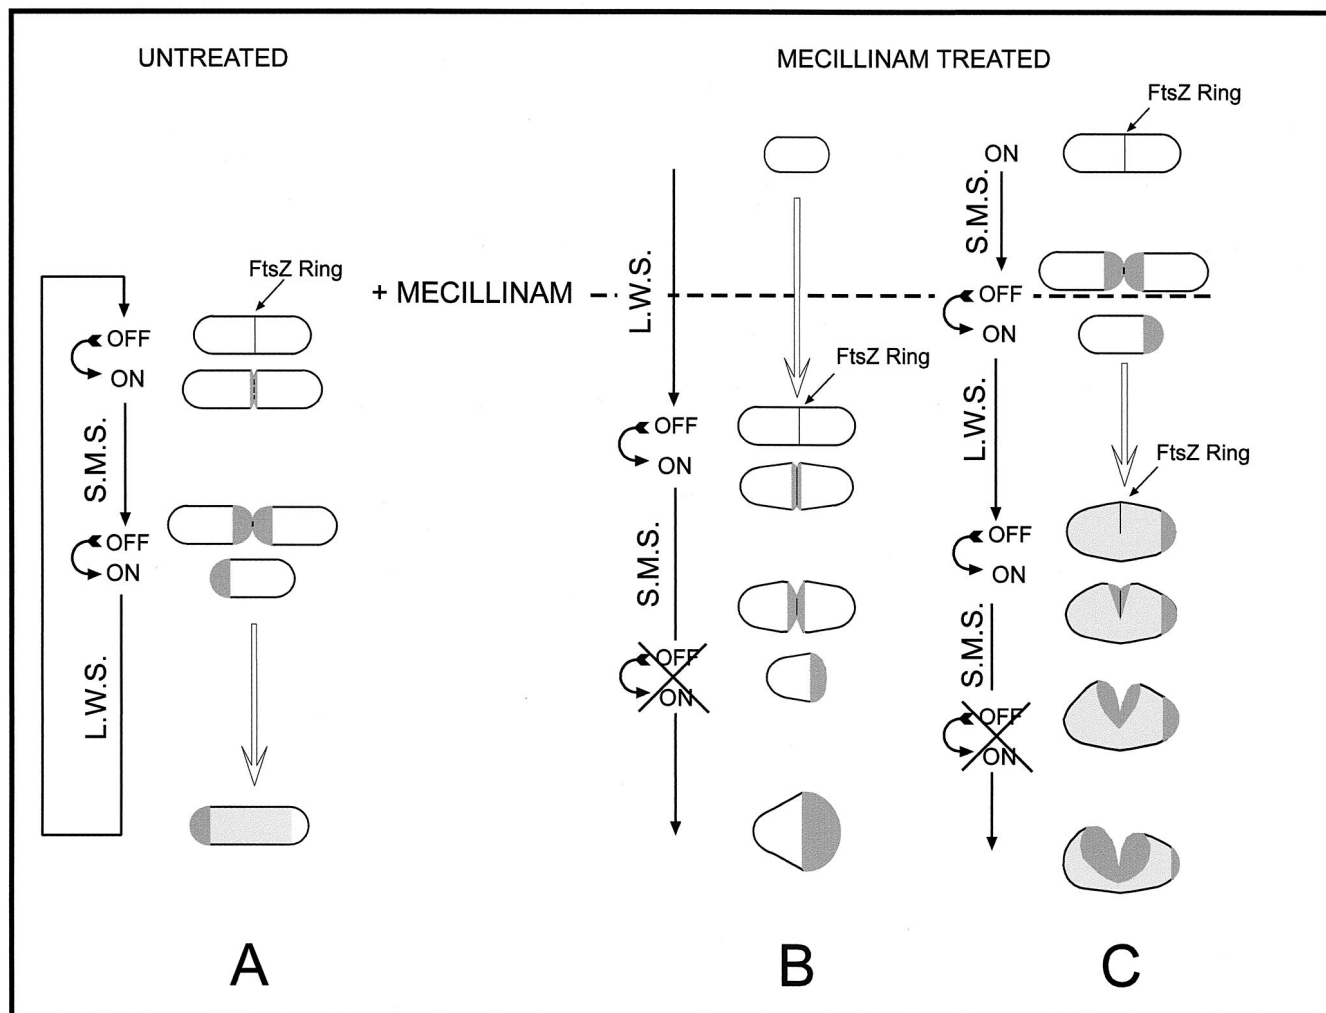 UNTREATED
MECILLINAM TREATED
FtsZ Ring
OFF
ON
S.M.S.
OFF
ON
L.W.S.
A
+ MECILLINAM
L.W.S.
FtsZ Ring
OFF
ON
S.M.S.
OFF
ON
B
FtsZ Ring
ON
S.M.S.
OFF
ON
L.W.S.
FtsZ Ring
OFF
ON
S.M.S.
OFF
ON
C